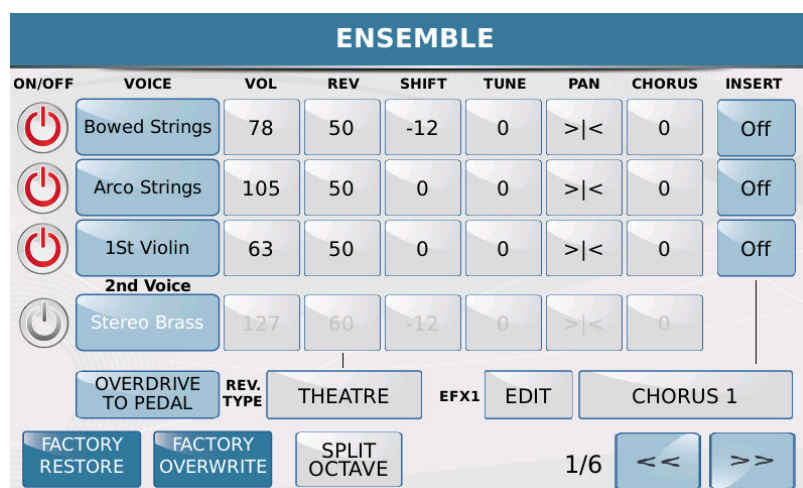 ENSEMBLE
ON/OFF VOICE VOL REV SHIFT TUNE PAN CHORUS INSERT
Bowed Strings 78 50 -12 0 >|< 0 Off
Arco Strings 105 50 0 0 >|< 0 Off
1St Violin 63 50 0 0 >|< 0 Off
2nd Voice
Stereo Brass 127 60 -12 0 >|< 0
OVERDRIVE
TO PEDAL
REV.
TYPE
THEATRE
EFX1 EDIT CHORUS 1
FACTORY
RESTORE
FACTORY
OVERWRITE
SPLIT
OCTAVE
1/6 << >>